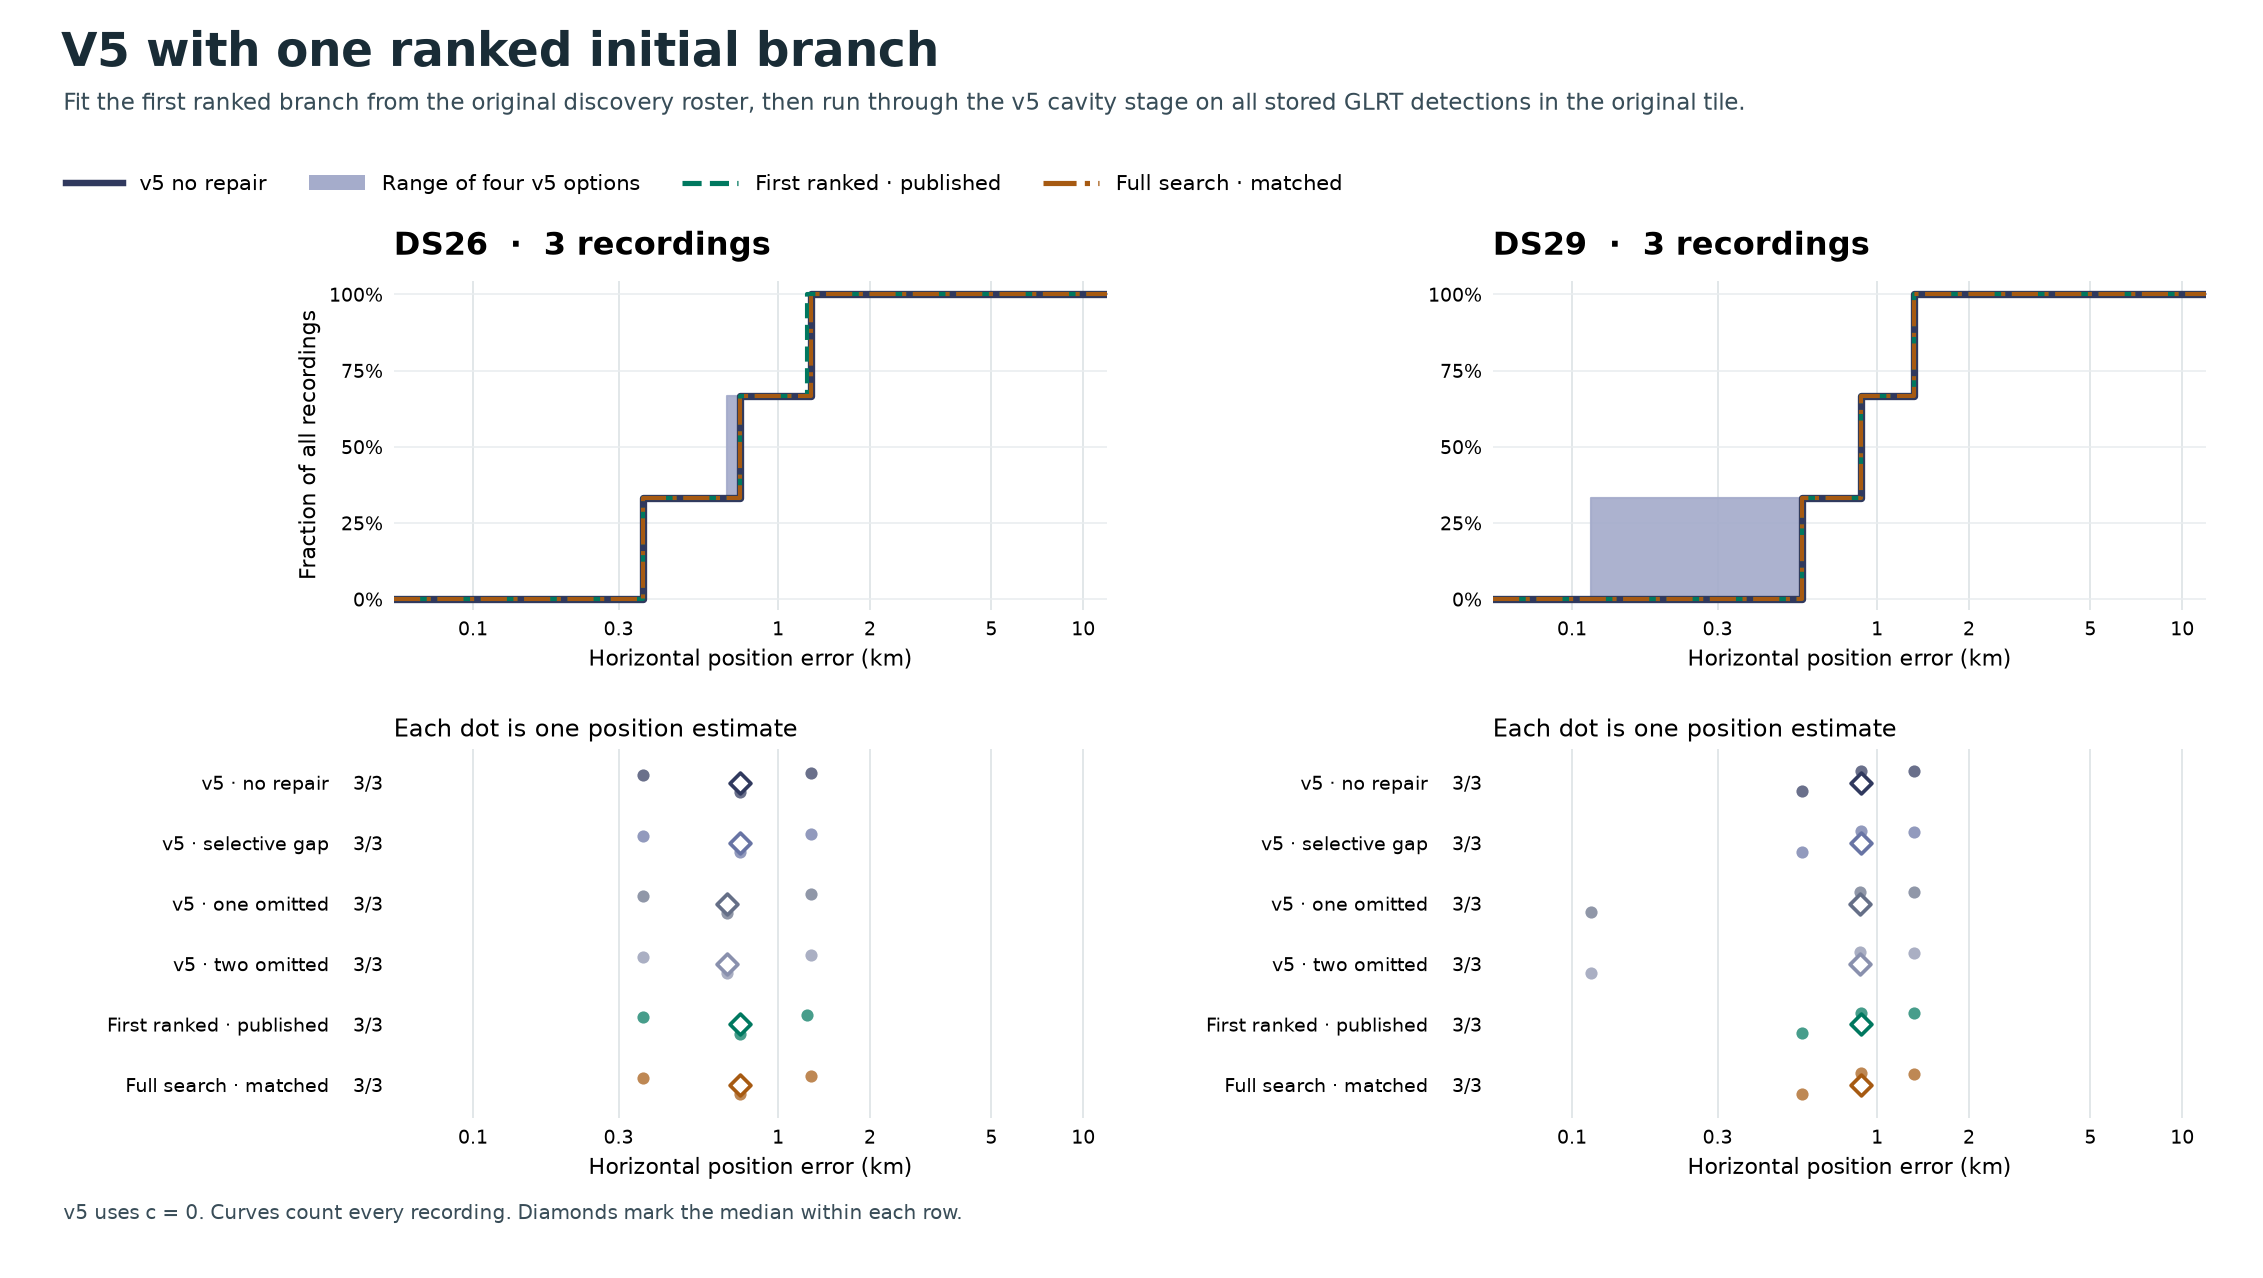 V5 with one ranked initial branch
Fit the first ranked branch from the original discovery roster, then run through the v5 cavity stage on all stored GLRT detections in the original tile.
v5 no repair
Range of four v5 options
First ranked · published
Full search · matched
DS26 · 3 recordings
Fraction of all recordings
100%
75%
50%
25%
0%
0.1 0.3 1 2 5 10
Horizontal position error (km)
DS29 · 3 recordings
100%
75%
50%
25%
0%
0.1 0.3 1 2 5 10
Horizontal position error (km)
Each dot is one position estimate
v5 · no repair 3/3
v5 · selective gap 3/3
v5 · one omitted 3/3
v5 · two omitted 3/3
First ranked · published 3/3
Full search · matched 3/3
0.1 0.3 1 2 5 10
Horizontal position error (km)
Each dot is one position estimate
v5 · no repair 3/3
v5 · selective gap 3/3
v5 · one omitted 3/3
v5 · two omitted 3/3
First ranked · published 3/3
Full search · matched 3/3
0.1 0.3 1 2 5 10
Horizontal position error (km)
v5 uses c = 0. Curves count every recording. Diamonds mark the median within each row.